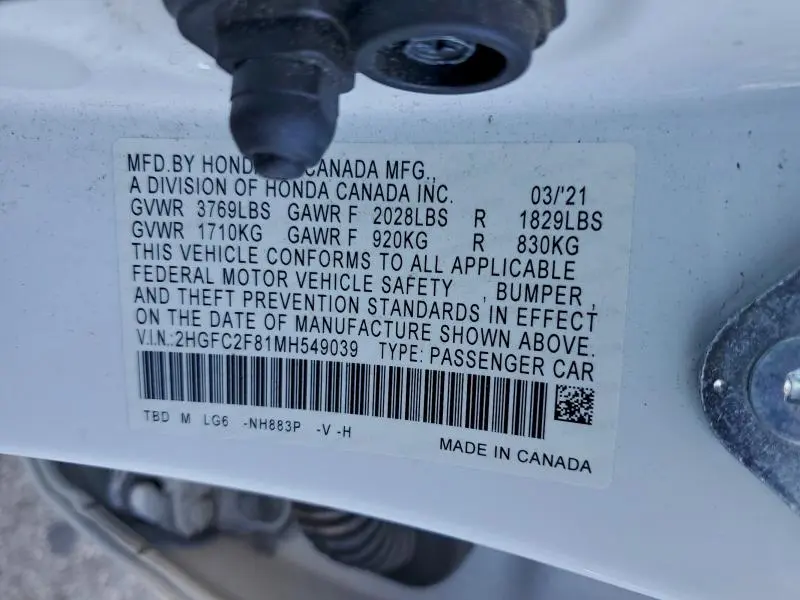 MFD.BY HOND CANADA MFG.,
A DIVISION OF HONDA CANADA INC. 03/'21
GVWR 3769LBS GAWR F 2028LBS R 1829LBS
GVWR 1710KG GAWR F 920KG R 830KG
THIS VEHICLE CONFORMS TO ALL APPLICABLE
FEDERAL MOTOR VEHICLE SAFETY , BUMPER ,
AND THEFT PREVENTION STANDARDS IN EFFECT
ON THE DATE OF MANUFACTURE SHOWN ABOVE.
V.I.N.:2HGFC2F81MH549039 TYPE: PASSENGER CAR
TBD M LG6 -NH883P -V -H
MADE IN CANADA